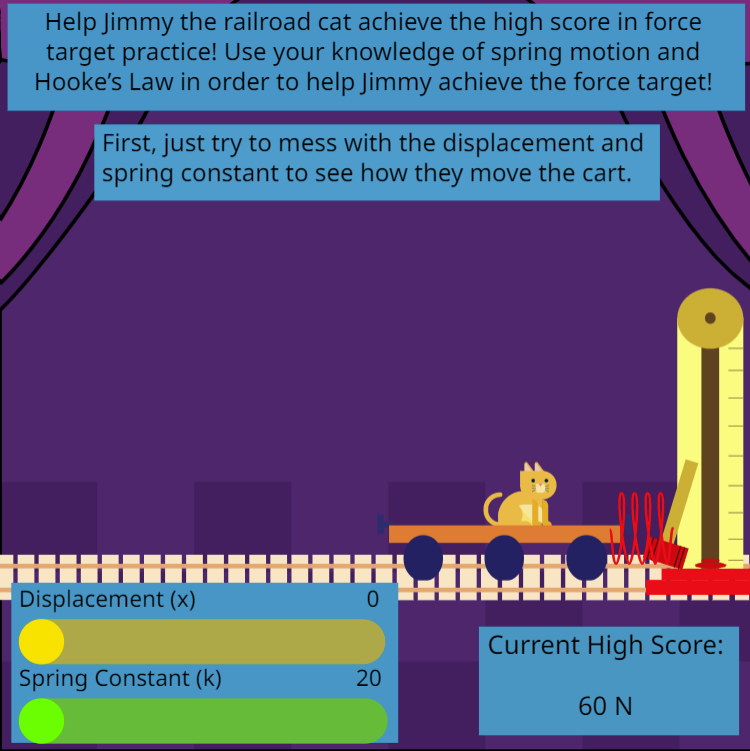 Help Jimmy the railroad cat achieve the high score in force
target practice! Use your knowledge of spring motion and
Hooke’s Law in order to help Jimmy achieve the force target!
First, just try to mess with the displacement and
spring constant to see how they move the cart.
Displacement (x) 0
Spring Constant (k) 20
Current High Score:
60 N